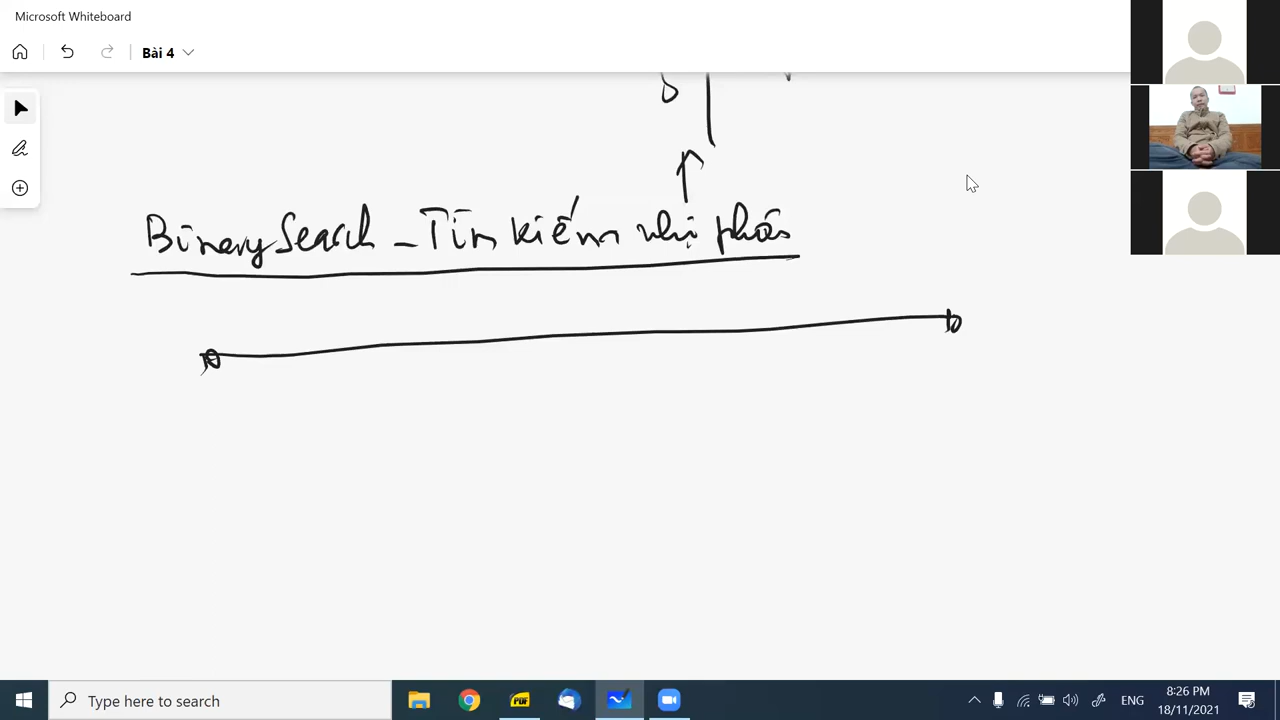 Microsoft Whiteboard
Bài 4
Binary Search - Tìm kiếm nhị phân
Type here to search
PDF
ENG
8:26 PM
18/11/2021